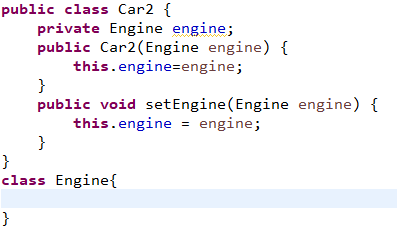 public class Car2 {
    private Engine engine;
    public Car2(Engine engine) {
        this.engine=engine;
    }
    public void setEngine(Engine engine) {
        this.engine = engine;
    }
}
class Engine{

}